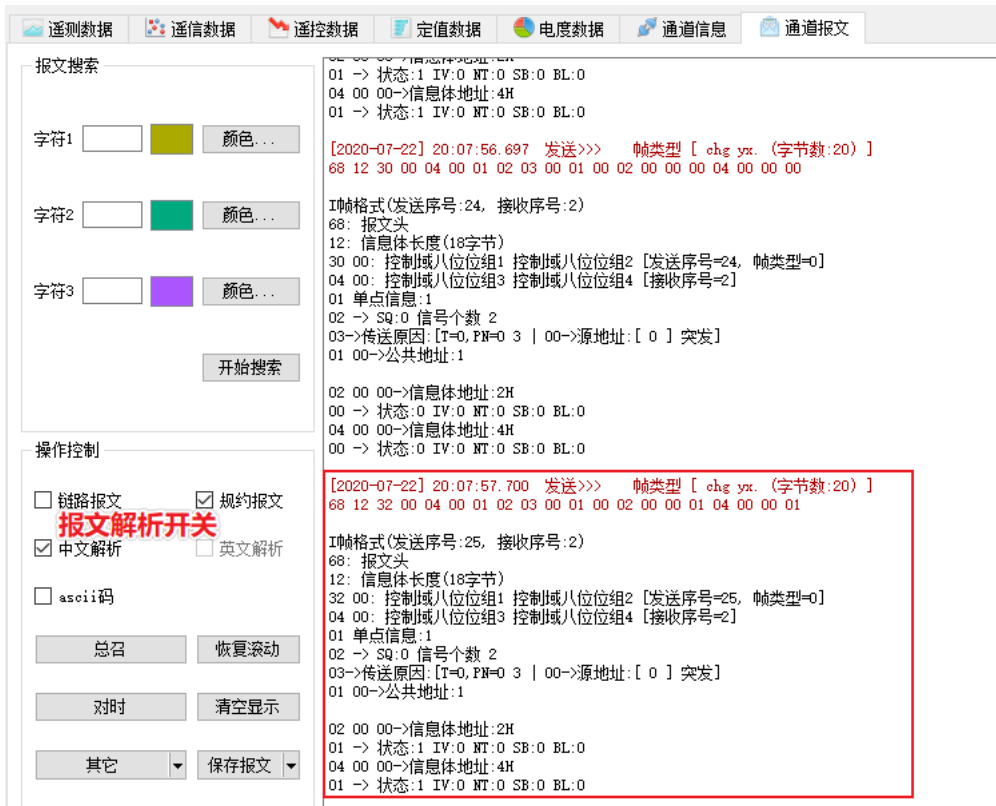 遥测数据 遥信数据 遥控数据 定值数据 电度数据 通道信息 通道报文
报文搜索
字符1 颜色...
字符2 颜色...
字符3 颜色...
开始搜索
操作控制
链路报文 规约报文
报文解析开关
中文解析 英文解析
ascii码
总召 恢复滚动
对时 清空显示
其它 保存报文
01 -> 状态:1 IV:0 NT:0 SB:0 BL:0
04 00 00->信息体地址:4H
01 -> 状态:1 IV:0 NT:0 SB:0 BL:0
[2020-07-22] 20:07:56.697 发送>>> 帧类型 [ chg yx. (字节数:20) ]
68 12 30 00 04 00 01 02 03 00 01 00 02 00 00 00 04 00 00 00
I帧格式(发送序号:24, 接收序号:2)
68: 报文头
12: 信息体长度(18字节)
30 00: 控制域八位位组1 控制域八位位组2 [发送序号=24, 帧类型=0]
04 00: 控制域八位位组3 控制域八位位组4 [接收序号=2]
01 单点信息:1
02 -> SQ:0 信号个数 2
03->传送原因:[T=0,PN=0 3 | 00->源地址:[ 0 ] 突发]
01 00->公共地址:1
02 00 00->信息体地址:2H
00 -> 状态:0 IV:0 NT:0 SB:0 BL:0
04 00 00->信息体地址:4H
00 -> 状态:0 IV:0 NT:0 SB:0 BL:0
[2020-07-22] 20:07:57.700 发送>>> 帧类型 [ chg yx. (字节数:20) ]
68 12 32 00 04 00 01 02 03 00 01 00 02 00 00 01 04 00 00 01
I帧格式(发送序号:25, 接收序号:2)
68: 报文头
12: 信息体长度(18字节)
32 00: 控制域八位位组1 控制域八位位组2 [发送序号=25, 帧类型=0]
04 00: 控制域八位位组3 控制域八位位组4 [接收序号=2]
01 单点信息:1
02 -> SQ:0 信号个数 2
03->传送原因:[T=0,PN=0 3 | 00->源地址:[ 0 ] 突发]
01 00->公共地址:1
02 00 00->信息体地址:2H
01 -> 状态:1 IV:0 NT:0 SB:0 BL:0
04 00 00->信息体地址:4H
01 -> 状态:1 IV:0 NT:0 SB:0 BL:0